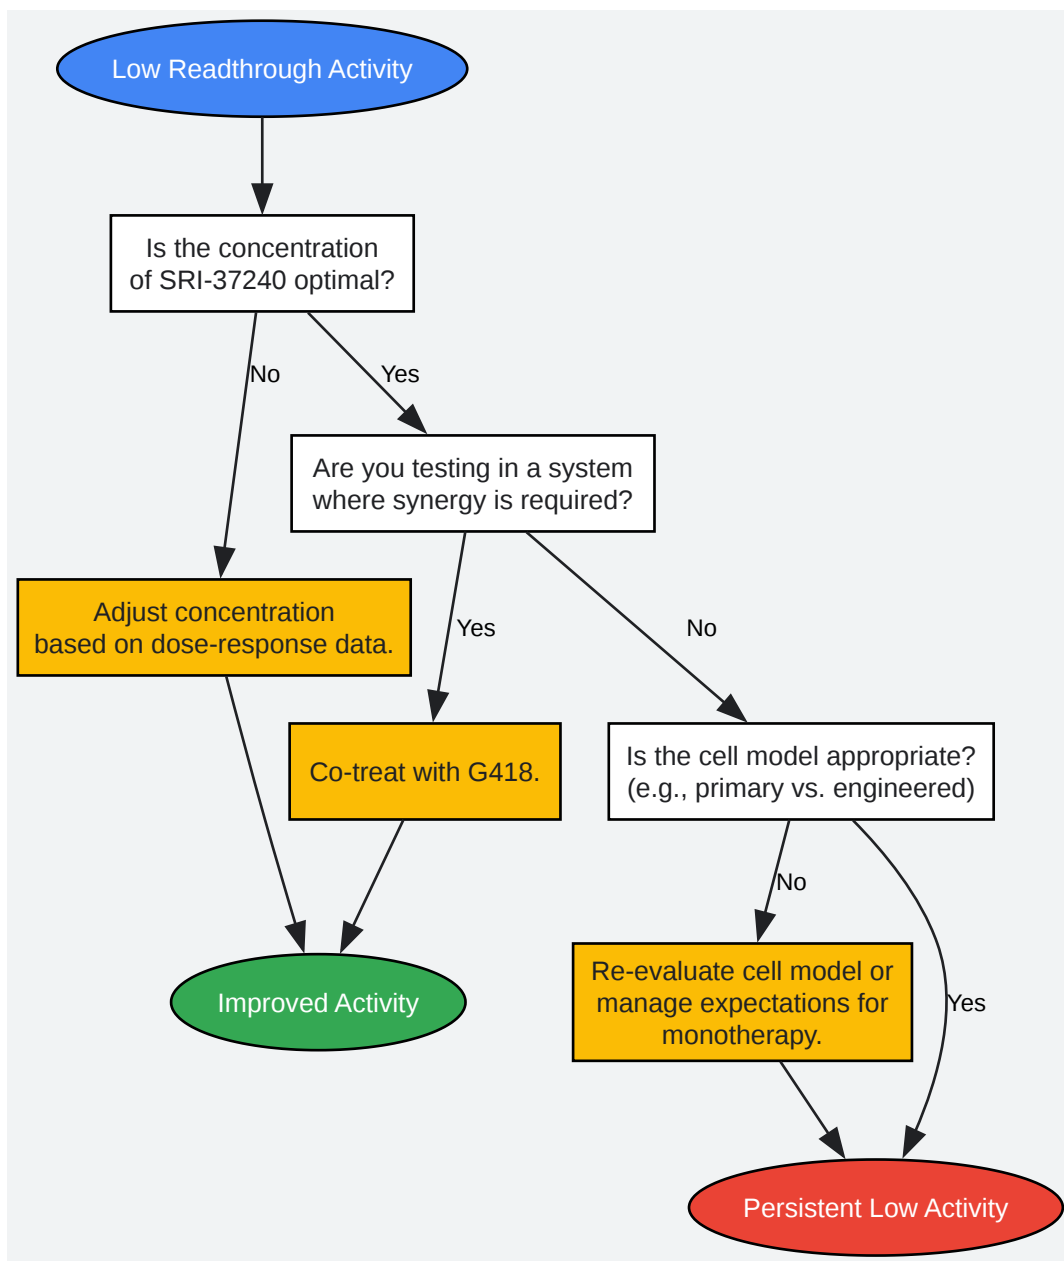 Low Readthrough Activity
Is the concentration
of SRI-37240 optimal?
No
Yes
Are you testing in a system
where synergy is required?
Adjust concentration
based on dose-response data.
Yes
No
Co-treat with G418.
Is the cell model appropriate?
(e.g., primary vs. engineered)
No
Improved Activity
Re-evaluate cell model or
manage expectations for
monotherapy.
Yes
Persistent Low Activity